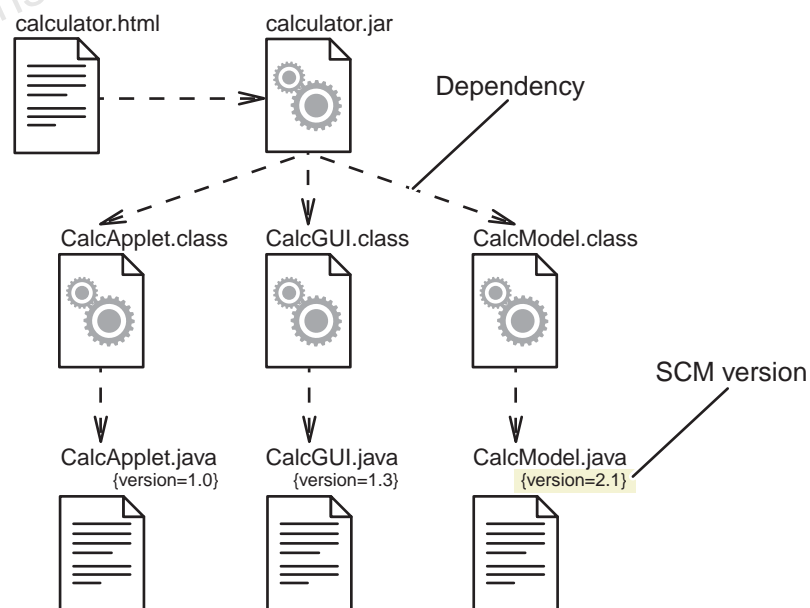 calculator.html
calculator.jar
Dependency
CalcApplet.class
CalcGUI.class
CalcModel.class
SCM version
CalcApplet.java
{version=1.0}
CalcGUI.java
{version=1.3}
CalcModel.java
{version=2.1}